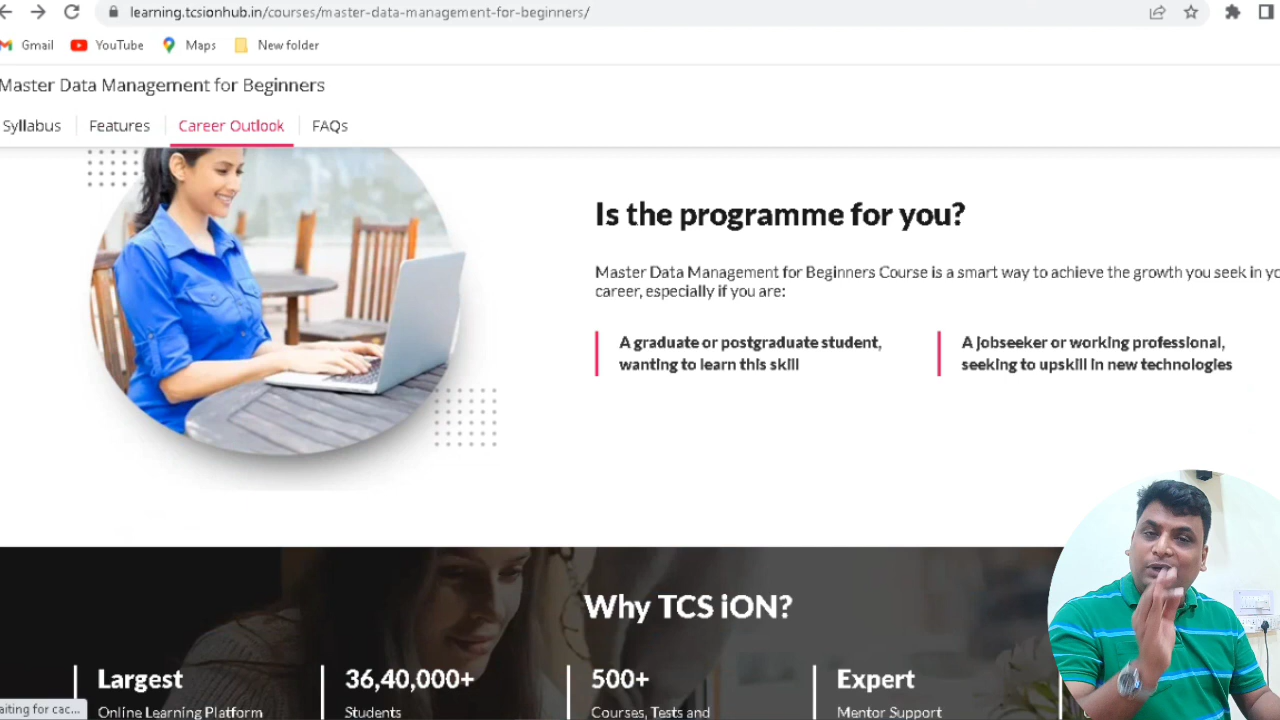 learning.tcsionhub.in/courses/master-data-management-for-beginners/
Gmail YouTube Maps New folder
Master Data Management for Beginners
Syllabus Features Career Outlook FAQs
Is the programme for you?
Master Data Management for Beginners Course is a smart way to achieve the growth you seek in
career, especially if you are:
A graduate or postgraduate student,
wanting to learn this skill
A jobseeker or working professional,
seeking to upskill in new technologies
Why TCS iON?
Largest
Online Learning Platform
36,40,000+
Students
500+
Courses, Tests and
Expert
Mentor Support
aiting for cac...